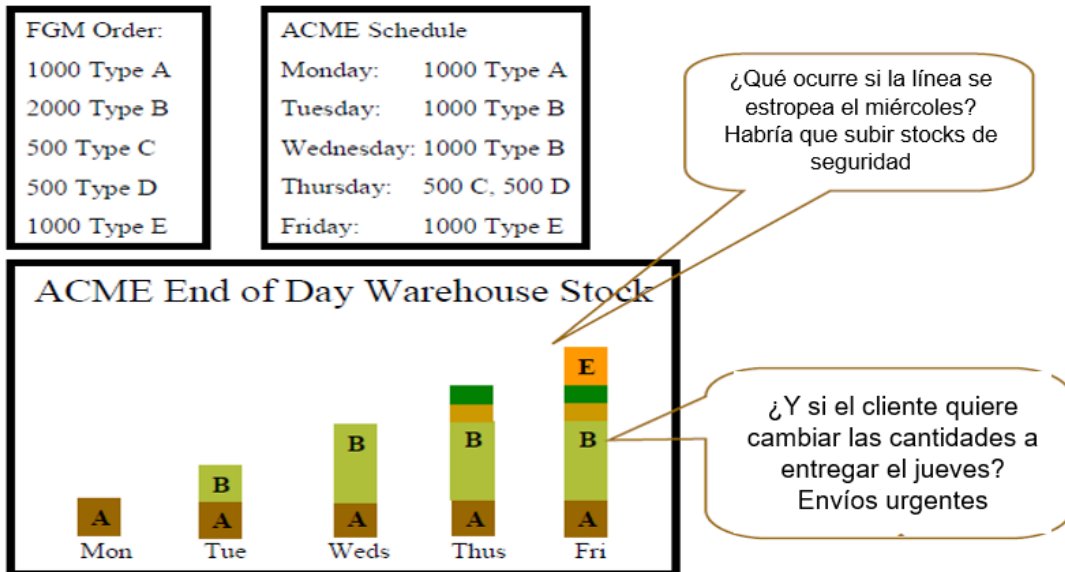 FGM Order:
1000 Type A
2000 Type B
500 Type C
500 Type D
1000 Type E
ACME Schedule
Monday: 1000 Type A
Tuesday: 1000 Type B
Wednesday: 1000 Type B
Thursday: 500 C, 500 D
Friday: 1000 Type E
¿Qué ocurre si la línea se
estropea el miércoles?
Habría que subir stocks de
seguridad
ACME End of Day Warehouse Stock
E
B
B
B
B
A
A
A
A
A
Mon
Tue
Weds
Thus
Fri
¿Y si el cliente quiere
cambiar las cantidades a
entregar el jueves?
Envíos urgentes